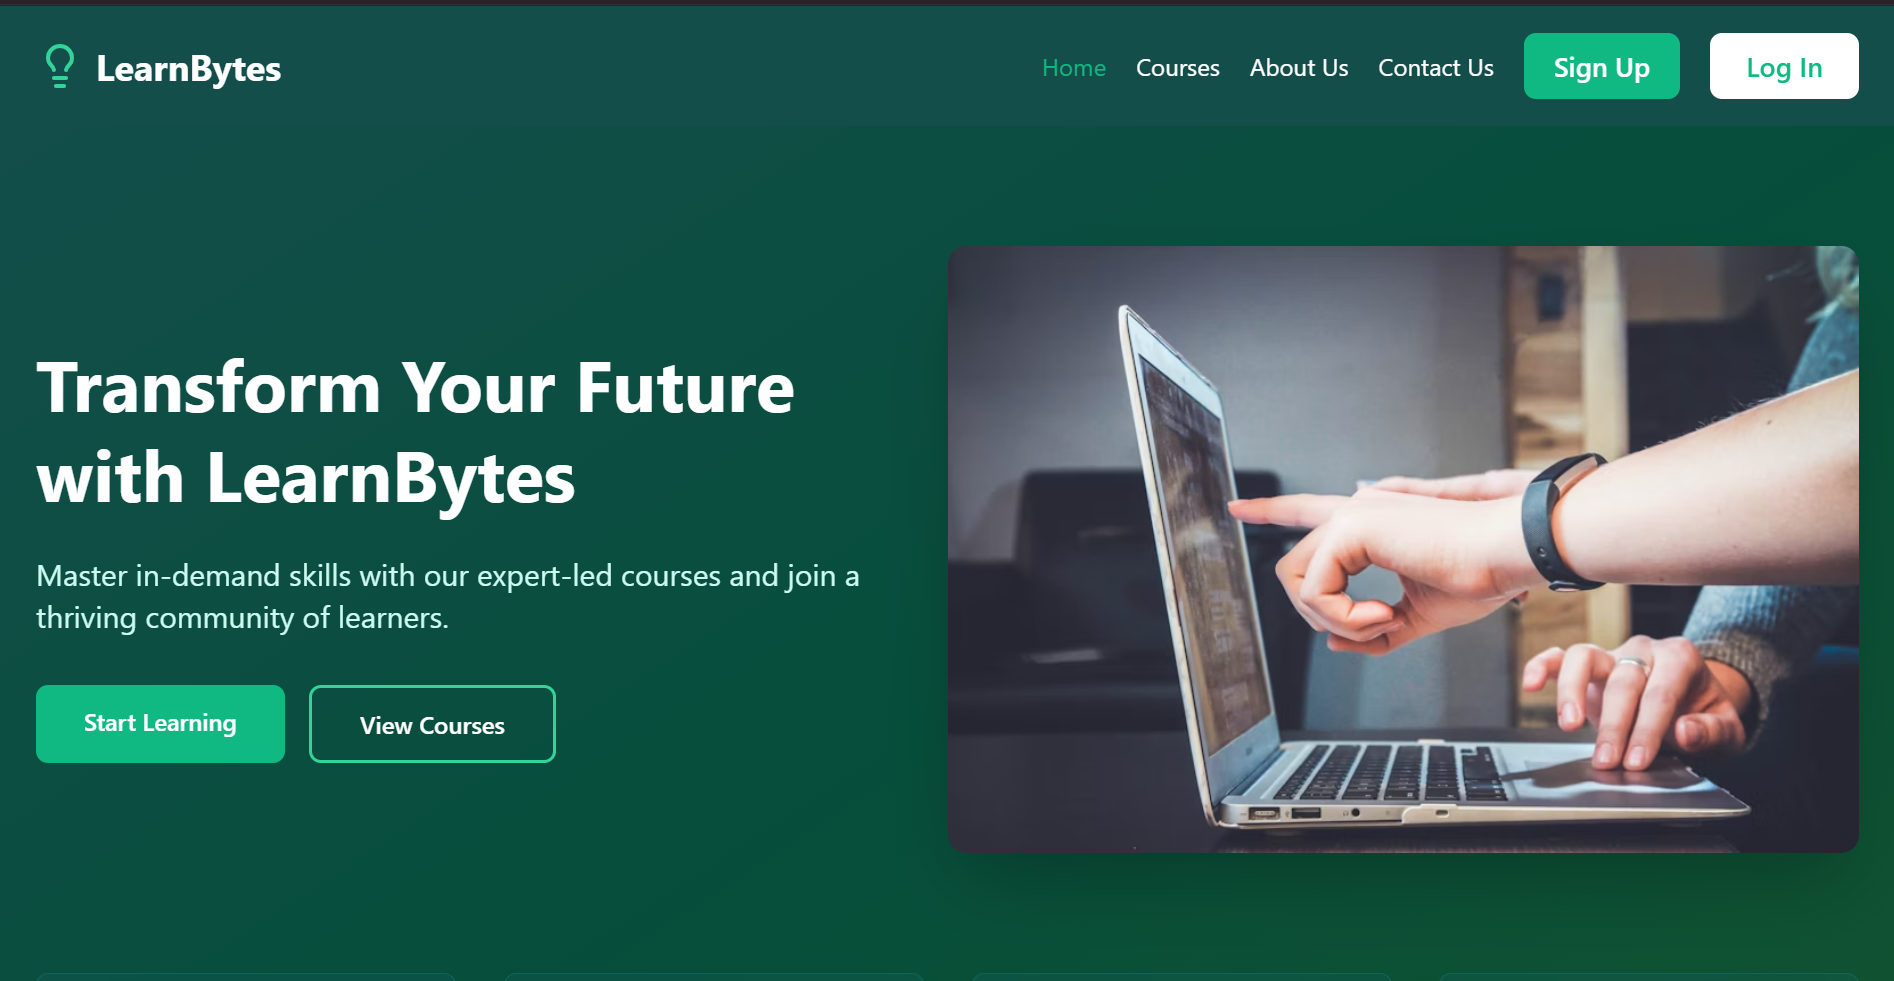 LearnBytes
Home Courses About Us Contact Us Sign Up Log In
Transform Your Future
with LearnBytes
Master in-demand skills with our expert-led courses and join a
thriving community of learners.
Start Learning View Courses